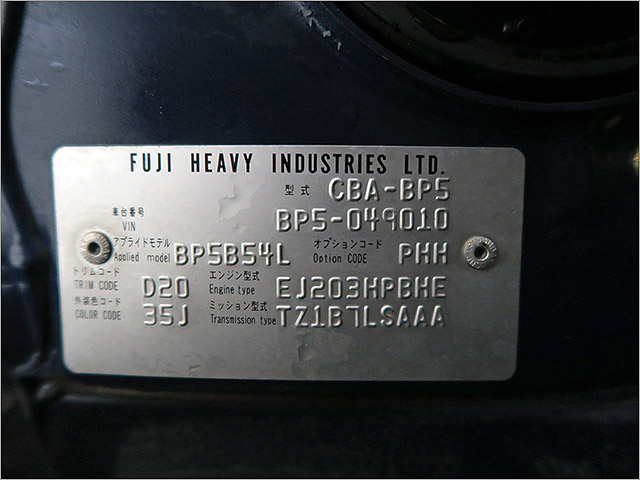 FUJI HEAVY INDUSTRIES LTD.
型式 CBA-BP5
車台番号 VIN BP5-049010
アプライドモデル Applied model BP5B54L オプションコード Option CODE PHH
トリムコード TRIM CODE D20 エンジン型式 Engine type EJ203HPBHE
外装色コード COLOR CODE 35J ミッション型式 Transmission type TZ1B7LSAAA